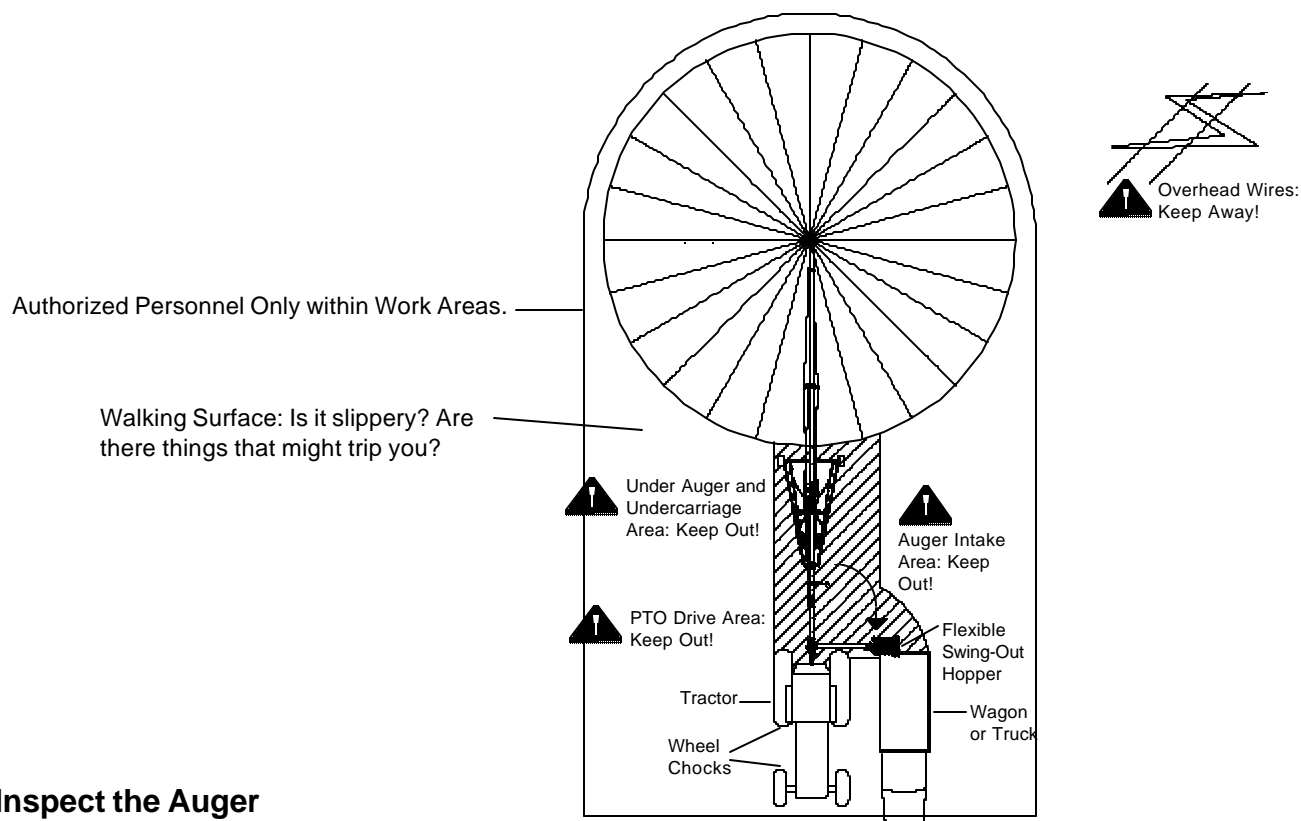 Overhead Wires:
Keep Away!
Authorized Personnel Only within Work Areas.
Walking Surface: Is it slippery? Are
there things that might trip you?
Under Auger and
Undercarriage
Area: Keep Out!
Auger Intake
Area: Keep
Out!
PTO Drive Area:
Keep Out!
Flexible
Swing-Out
Hopper
Tractor
Wagon
or Truck
Wheel
Chocks
Inspect the Auger